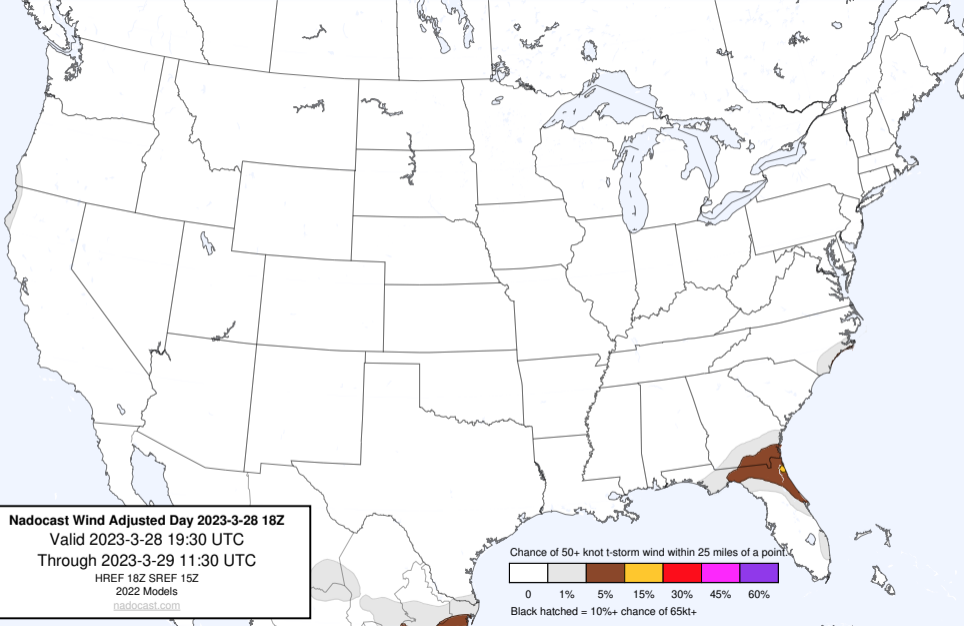 Nadocast Wind Adjusted Day 2023-3-28 18Z
Valid 2023-3-28 19:30 UTC
Through 2023-3-29 11:30 UTC
HREF 18Z SREF 15Z
2022 Models
nadocast.com
Chance of 50+ knot t-storm wind within 25 miles of a point.
0 1% 5% 15% 30% 45% 60%
Black hatched = 10%+ chance of 65kt+